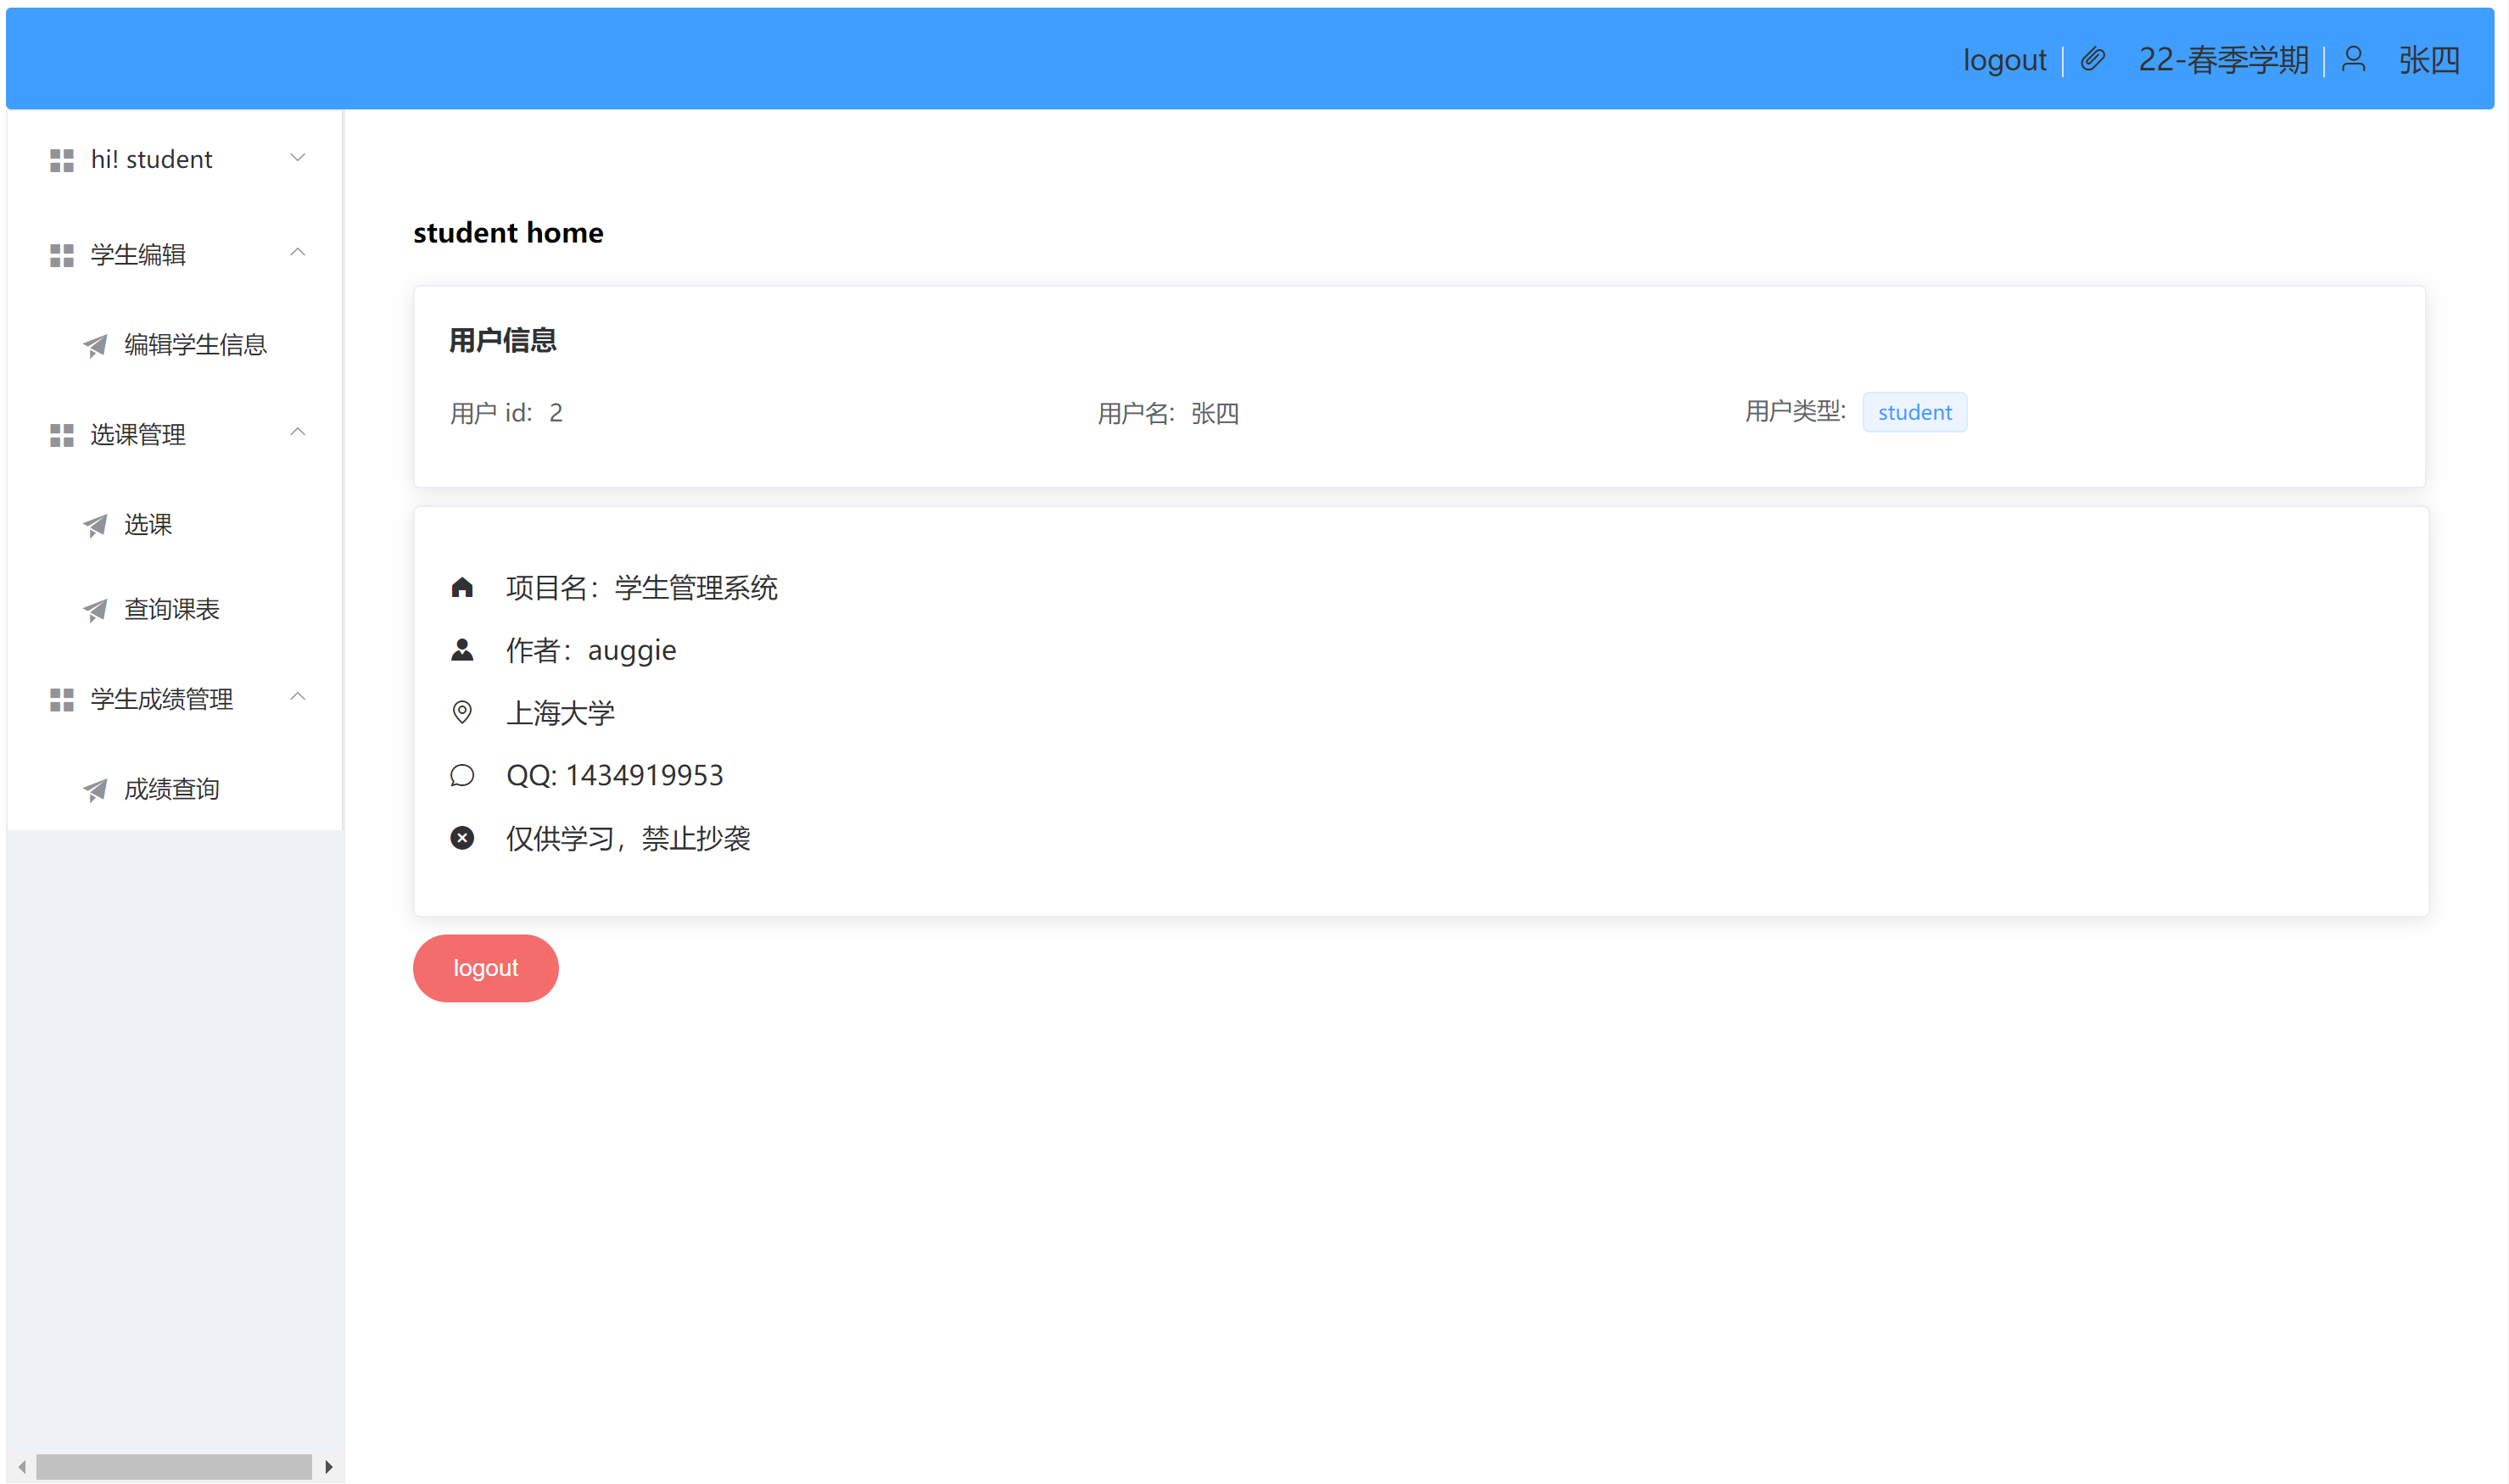 logout 22-春季学期 张四
hi! student
学生编辑
编辑学生信息
选课管理
选课
查询课表
学生成绩管理
成绩查询
student home
用户信息
用户 id: 2 用户名: 张四 用户类型: student
项目名：学生管理系统
作者：auggie
上海大学
QQ: 1434919953
仅供学习，禁止抄袭
logout